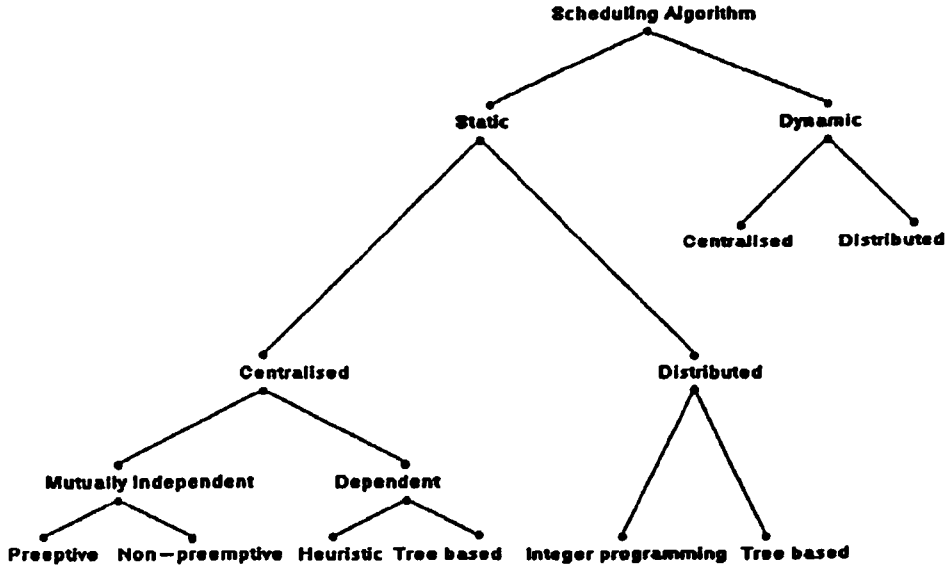 Scheduling Algorithm
Static
Dynamic
Centralised
Distributed
Centralised
Distributed
Mutually Independent
Dependent
Preeptive
Non-preemptive
Heuristic
Tree based
Integer programming
Tree based